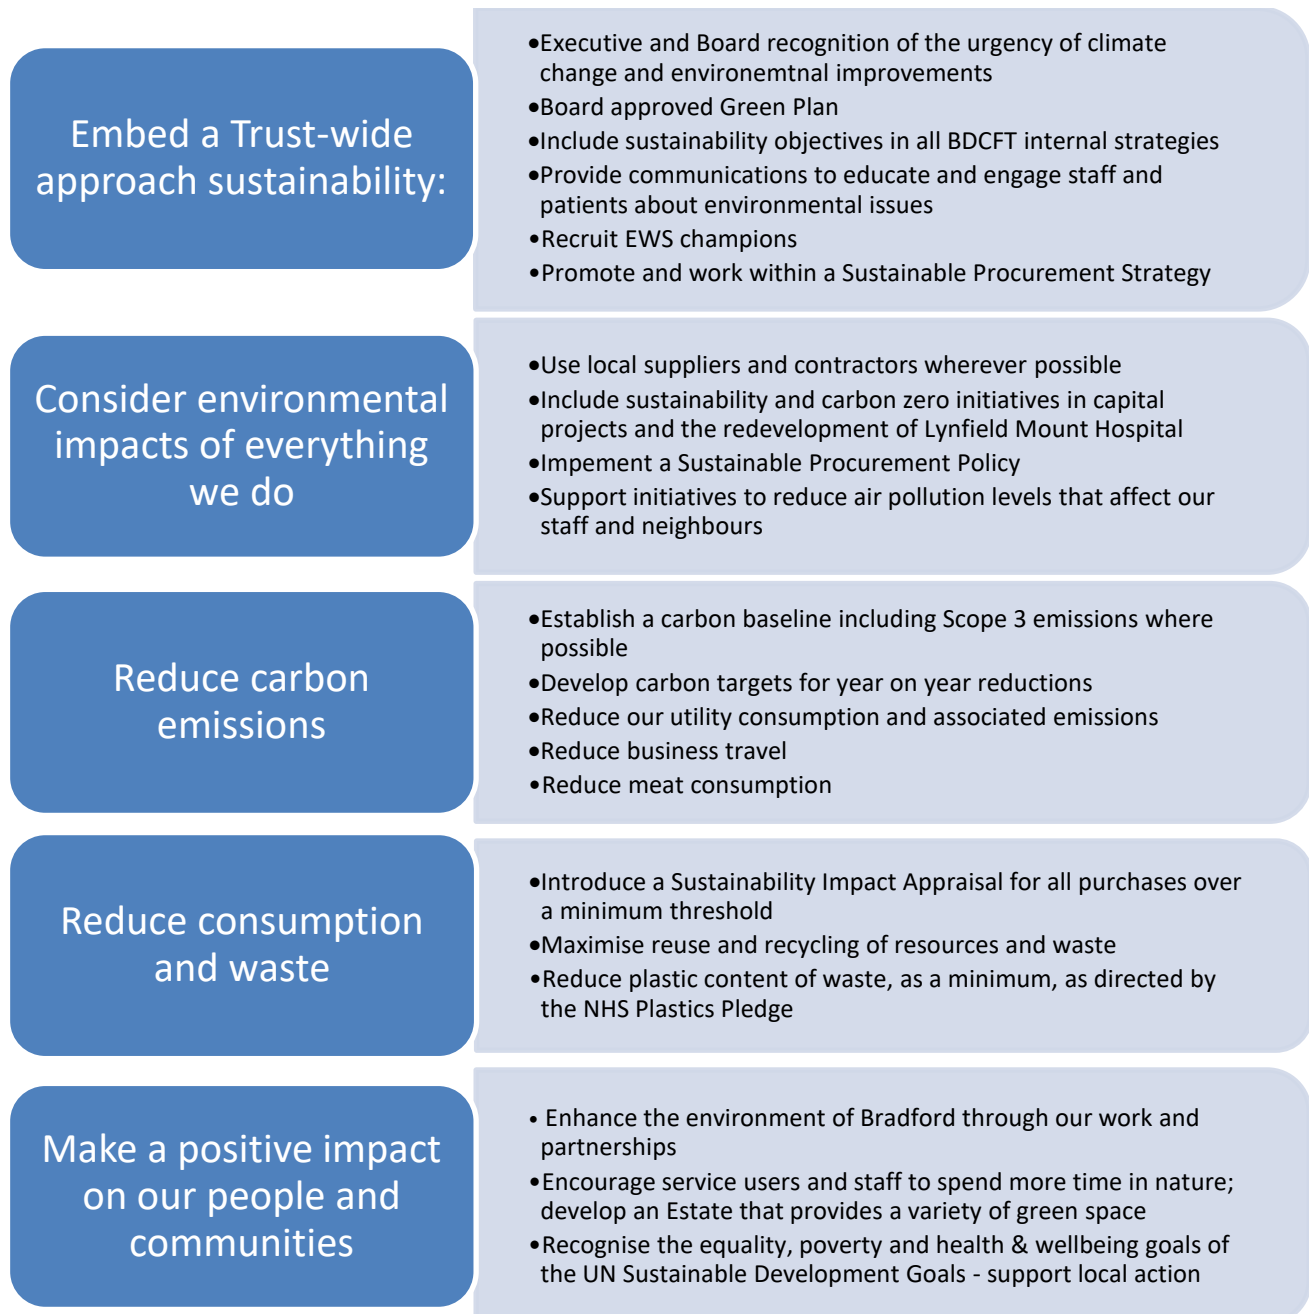 Embed a Trust-wide
approach sustainability:
•Executive and Board recognition of the urgency of climate
change and environemtnal improvements
•Board approved Green Plan
•Include sustainability objectives in all BDCFT internal strategies
•Provide communications to educate and engage staff and
patients about environmental issues
•Recruit EWS champions
•Promote and work within a Sustainable Procurement Strategy
Consider environmental
impacts of everything
we do
•Use local suppliers and contractors wherever possible
•Include sustainability and carbon zero initiatives in capital
projects and the redevelopment of Lynfield Mount Hospital
•Impement a Sustainable Procurement Policy
•Support initiatives to reduce air pollution levels that affect our
staff and neighbours
Reduce carbon
emissions
•Establish a carbon baseline including Scope 3 emissions where
possible
•Develop carbon targets for year on year reductions
•Reduce our utility consumption and associated emissions
•Reduce business travel
•Reduce meat consumption
Reduce consumption
and waste
•Introduce a Sustainability Impact Appraisal for all purchases over
a minimum threshold
•Maximise reuse and recycling of resources and waste
•Reduce plastic content of waste, as a minimum, as directed by
the NHS Plastics Pledge
Make a positive impact
on our people and
communities
• Enhance the environment of Bradford through our work and
partnerships
•Encourage service users and staff to spend more time in nature;
develop an Estate that provides a variety of green space
•Recognise the equality, poverty and health & wellbeing goals of
the UN Sustainable Development Goals - support local action